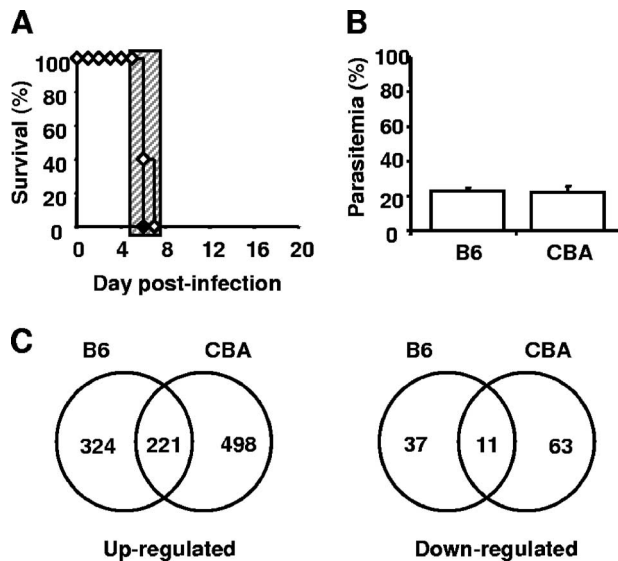 A
Survival (%)
100
80
60
40
20
0
0 4 8 12 16 20
Day post-infection
B
Parasitemia (%)
100
80
60
40
20
0
B6 CBA
C
B6 CBA
324 221 498
Up-regulated
B6 CBA
37 11 63
Down-regulated